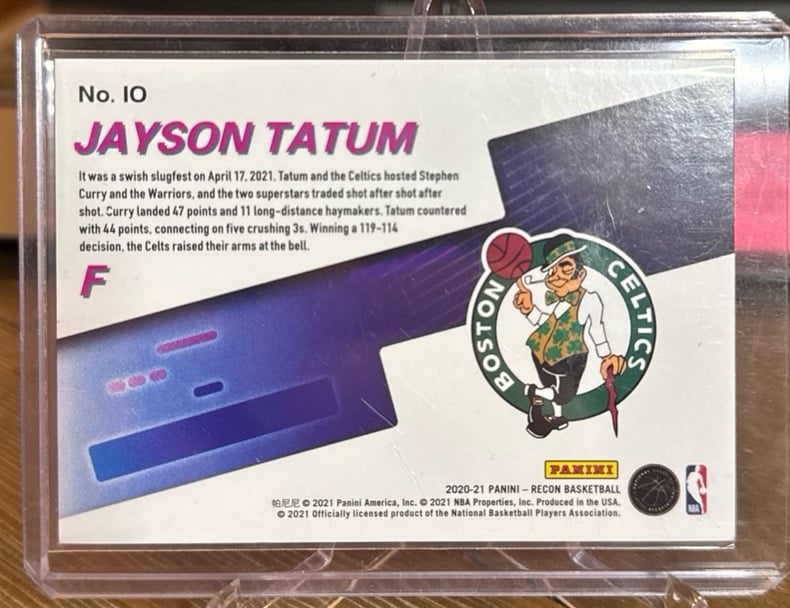 No. 10
JAYSON TATUM
It was a swish slugfest on April 17, 2021. Tatum and the Celtics hosted Stephen
Curry and the Warriors, and the two superstars traded shot after shot after
shot. Curry landed 47 points and 11 long-distance haymakers. Tatum countered
with 44 points, connecting on five crushing 3s. Winning a 119-114
decision, the Celts raised their arms at the bell.
F
BOSTON CELTICS
PANINI
2020-21 PANINI – RECON BASKETBALL
帕尼尼 © 2021 Panini America, Inc. © 2021 NBA Properties, Inc. Produced in the USA.
© 2021 Officially licensed product of the National Basketball Players Association.
NBA